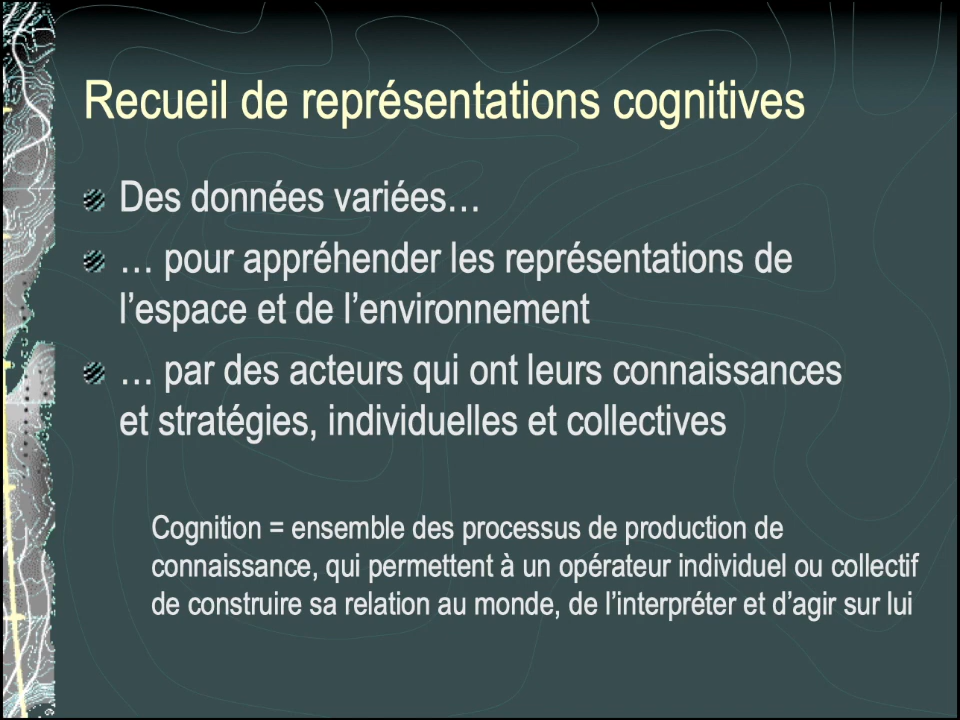 Recueil de représentations cognitives
Des données variées…
… pour appréhender les représentations de
l’espace et de l’environnement
… par des acteurs qui ont leurs connaissances
et stratégies, individuelles et collectives
Cognition = ensemble des processus de production de
connaissance, qui permettent à un opérateur individuel ou collectif
de construire sa relation au monde, de l’interpréter et d’agir sur lui